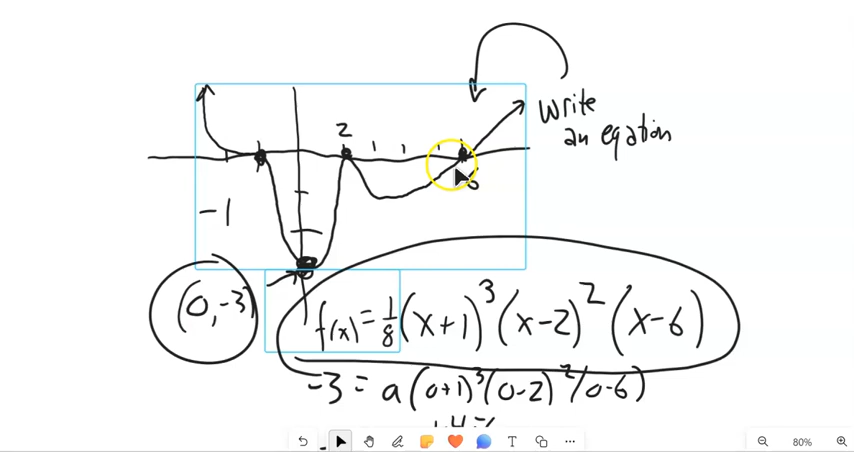 2
Write
an eqation
-1
(0,-3)
f(x)=1/8(x+1)^3(x-2)^2(x-6)
-3=a(0+1)^3(0-2)^2(0-6)
80%